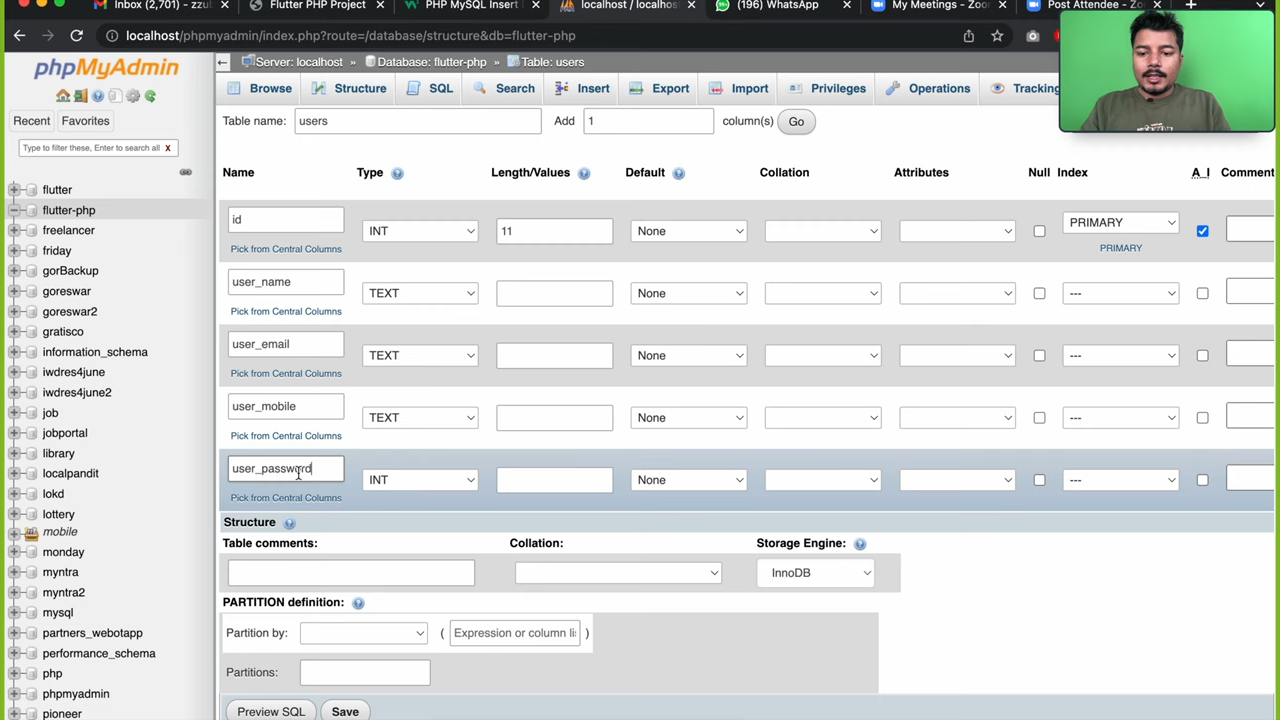 Inbox (2,701) - zzub
Flutter PHP Project
PHP MySQL Insert
localhost / localhos
(196) WhatsApp
My Meetings - Zoo
Post Attendee - Zo
localhost/phpmyadmin/index.php?route=/database/structure&db=flutter-php
phpMyAdmin
Recent
Favorites
Type to filter these, Enter to search all
X
flutter
flutter-php
freelancer
friday
gorBackup
goreswar
goreswar2
gratisco
information_schema
iwdres4june
iwdres4june2
job
jobportal
library
localpandit
lokd
lottery
mobile
monday
myntra
myntra2
mysql
partners_webotapp
performance_schema
php
phpmyadmin
pioneer
Server: localhost » Database: flutter-php » Table: users
Browse
Structure
SQL
Search
Insert
Export
Import
Privileges
Operations
Tracking
Table name: users Add 1 column(s) Go
Name Type Length/Values Default Collation Attributes Null Index A_I Comment
id INT 11 None PRIMARY
Pick from Central Columns PRIMARY
user_name TEXT None ---
Pick from Central Columns
user_email TEXT None ---
Pick from Central Columns
user_mobile TEXT None ---
Pick from Central Columns
user_password INT None ---
Pick from Central Columns
Structure
Table comments: Collation: Storage Engine:
InnoDB
PARTITION definition:
Partition by: ( Expression or column li )
Partitions:
Preview SQL Save